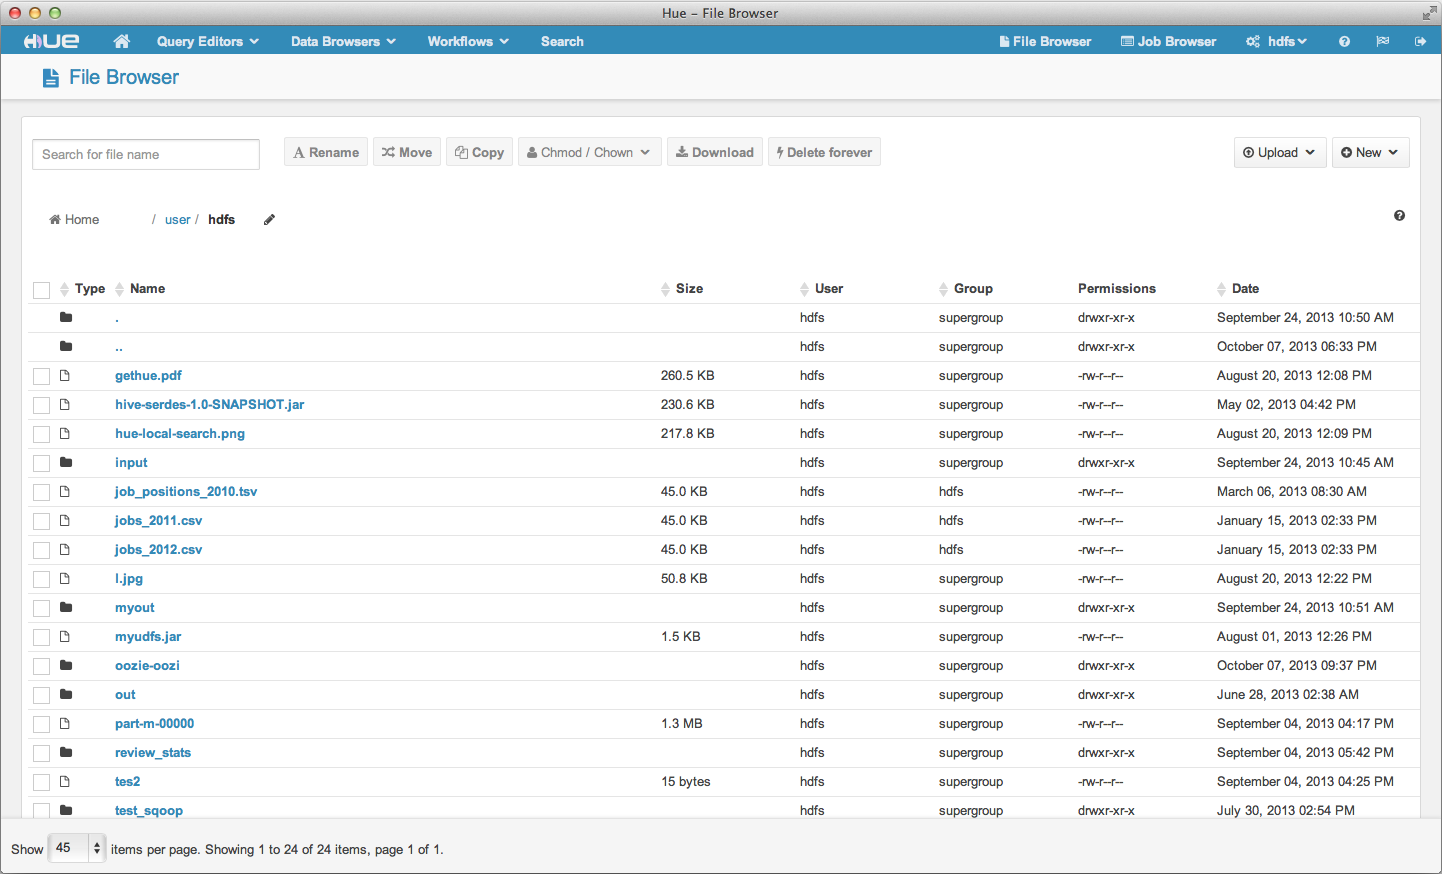 Hue – File Browser
HUE Query Editors Data Browsers Workflows Search File Browser Job Browser hdfs
File Browser
Search for file name Rename Move Copy Chmod / Chown Download Delete forever Upload New
Home / user / hdfs
Type Name Size User Group Permissions Date
. hdfs supergroup drwxr-xr-x September 24, 2013 10:50 AM
.. hdfs supergroup drwxr-xr-x October 07, 2013 06:33 PM
gethue.pdf 260.5 KB hdfs supergroup -rw-r--r-- August 20, 2013 12:08 PM
hive-serdes-1.0-SNAPSHOT.jar 230.6 KB hdfs supergroup -rw-r--r-- May 02, 2013 04:42 PM
hue-local-search.png 217.8 KB hdfs supergroup -rw-r--r-- August 20, 2013 12:09 PM
input hdfs supergroup drwxr-xr-x September 24, 2013 10:45 AM
job_positions_2010.tsv 45.0 KB hdfs hdfs -rw-r--r-- March 06, 2013 08:30 AM
jobs_2011.csv 45.0 KB hdfs hdfs -rw-r--r-- January 15, 2013 02:33 PM
jobs_2012.csv 45.0 KB hdfs hdfs -rw-r--r-- January 15, 2013 02:33 PM
l.jpg 50.8 KB hdfs supergroup -rw-r--r-- August 20, 2013 12:22 PM
myout hdfs supergroup drwxr-xr-x September 24, 2013 10:51 AM
myudfs.jar 1.5 KB hdfs supergroup -rw-r--r-- August 01, 2013 12:26 PM
oozie-oozi hdfs supergroup drwxr-xr-x October 07, 2013 09:37 PM
out hdfs supergroup drwxr-xr-x June 28, 2013 02:38 AM
part-m-00000 1.3 MB hdfs supergroup -rw-r--r-- September 04, 2013 04:17 PM
review_stats hdfs supergroup drwxr-xr-x September 04, 2013 05:42 PM
tes2 15 bytes hdfs supergroup -rw-r--r-- September 04, 2013 04:25 PM
test_sqoop hdfs supergroup drwxr-xr-x July 30, 2013 02:54 PM
Show 45 items per page. Showing 1 to 24 of 24 items, page 1 of 1.